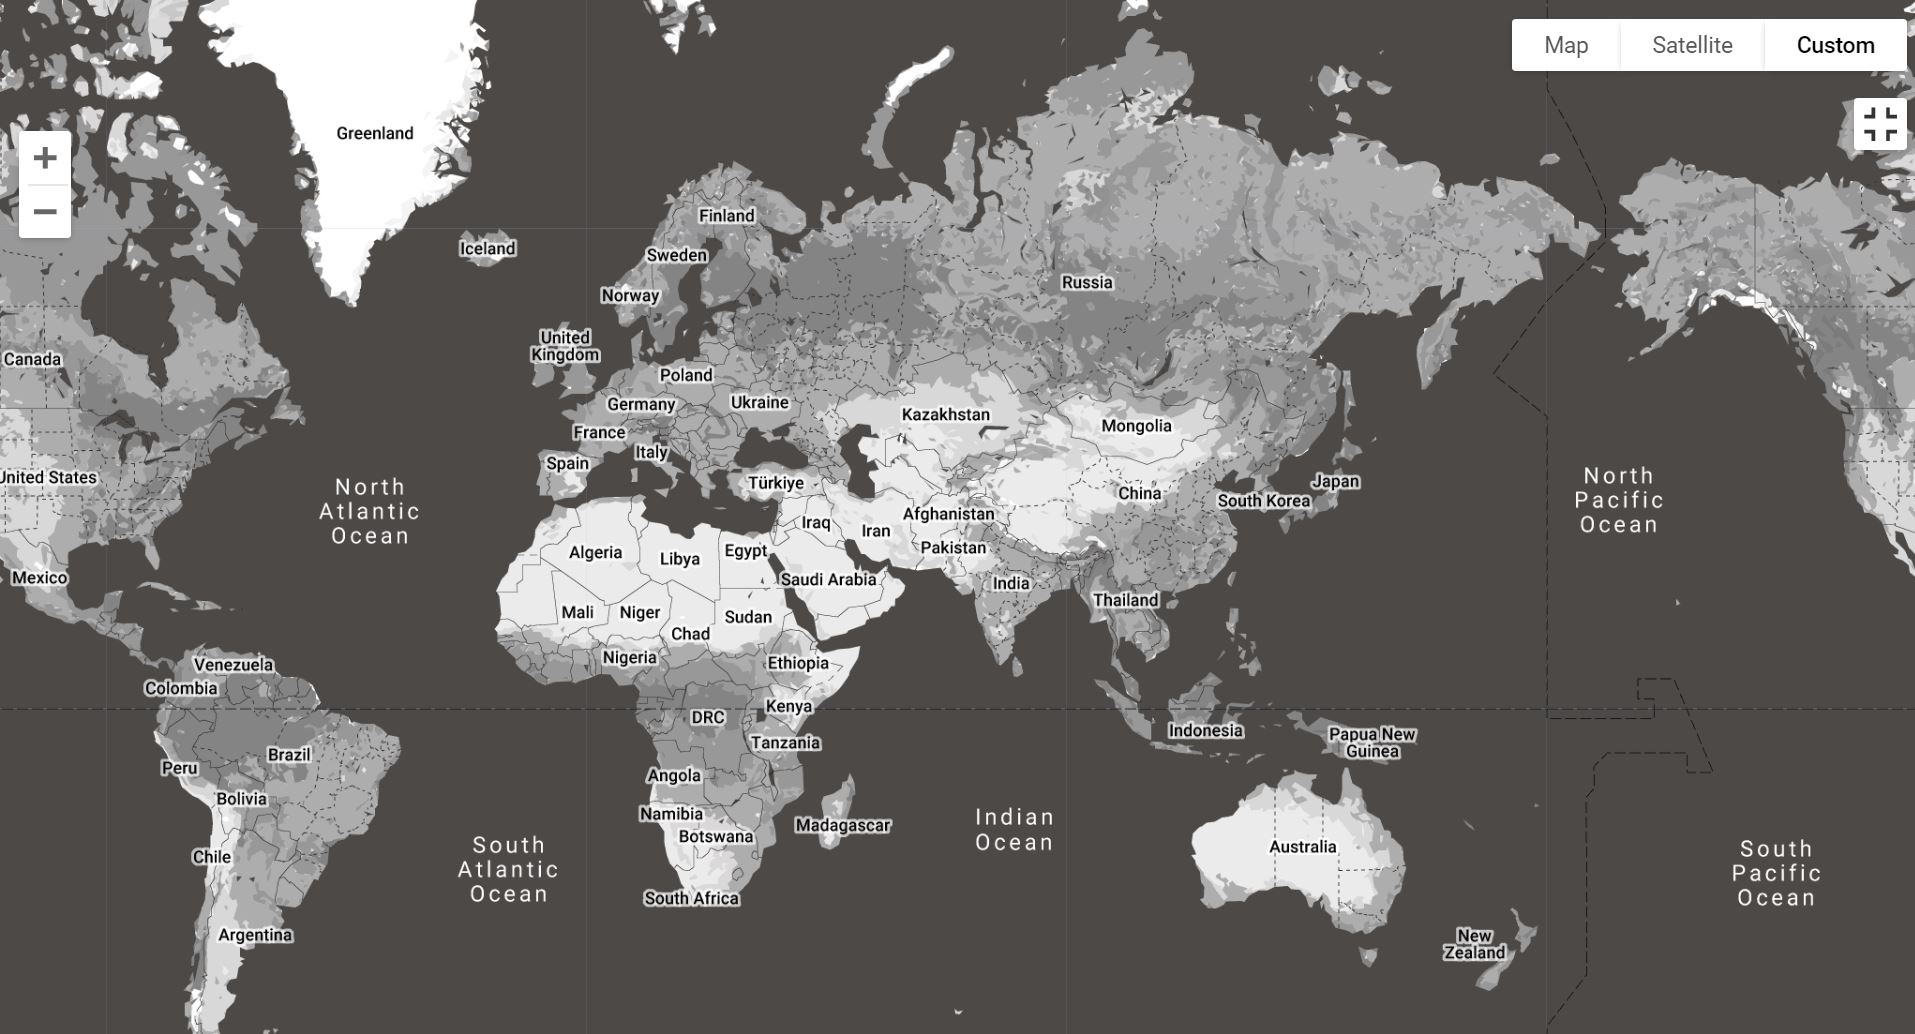 Map
Satellite
Custom
+
−
Greenland
Iceland
Finland
Sweden
Norway
Russia
United
Kingdom
Canada
Poland
Germany
Ukraine
France
Kazakhstan
Mongolia
Italy
Spain
United States
Türkiye
China
Japan
South Korea
North
Atlantic
Ocean
North
Pacific
Ocean
Iraq
Iran
Afghanistan
Pakistan
Algeria
Libya
Egypt
Saudi Arabia
India
Mexico
Thailand
Mali
Niger
Chad
Sudan
Nigeria
Ethiopia
Venezuela
Colombia
Kenya
DRC
Indonesia
Papua New
Guinea
Tanzania
Brazil
Peru
Angola
Bolivia
Namibia
Botswana
Madagascar
Indian
Ocean
Australia
Chile
South
Atlantic
Ocean
South
Pacific
Ocean
South Africa
Argentina
New
Zealand